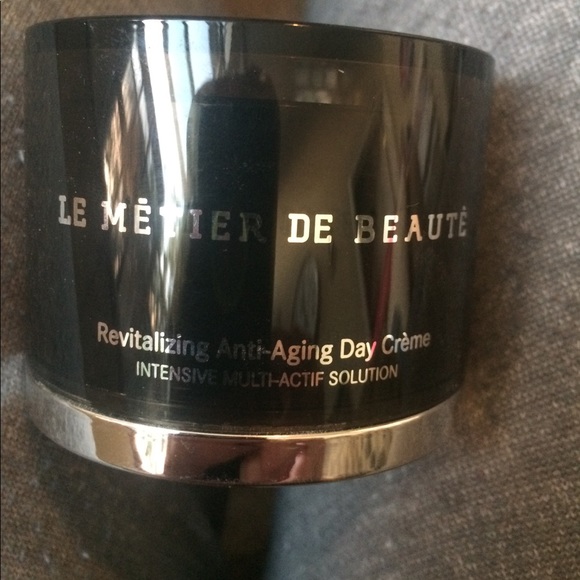 LE MÉTIER DE BEAUTÉ
Revitalizing Anti-Aging Day Crème
INTENSIVE MULTI-ACTIF SOLUTION